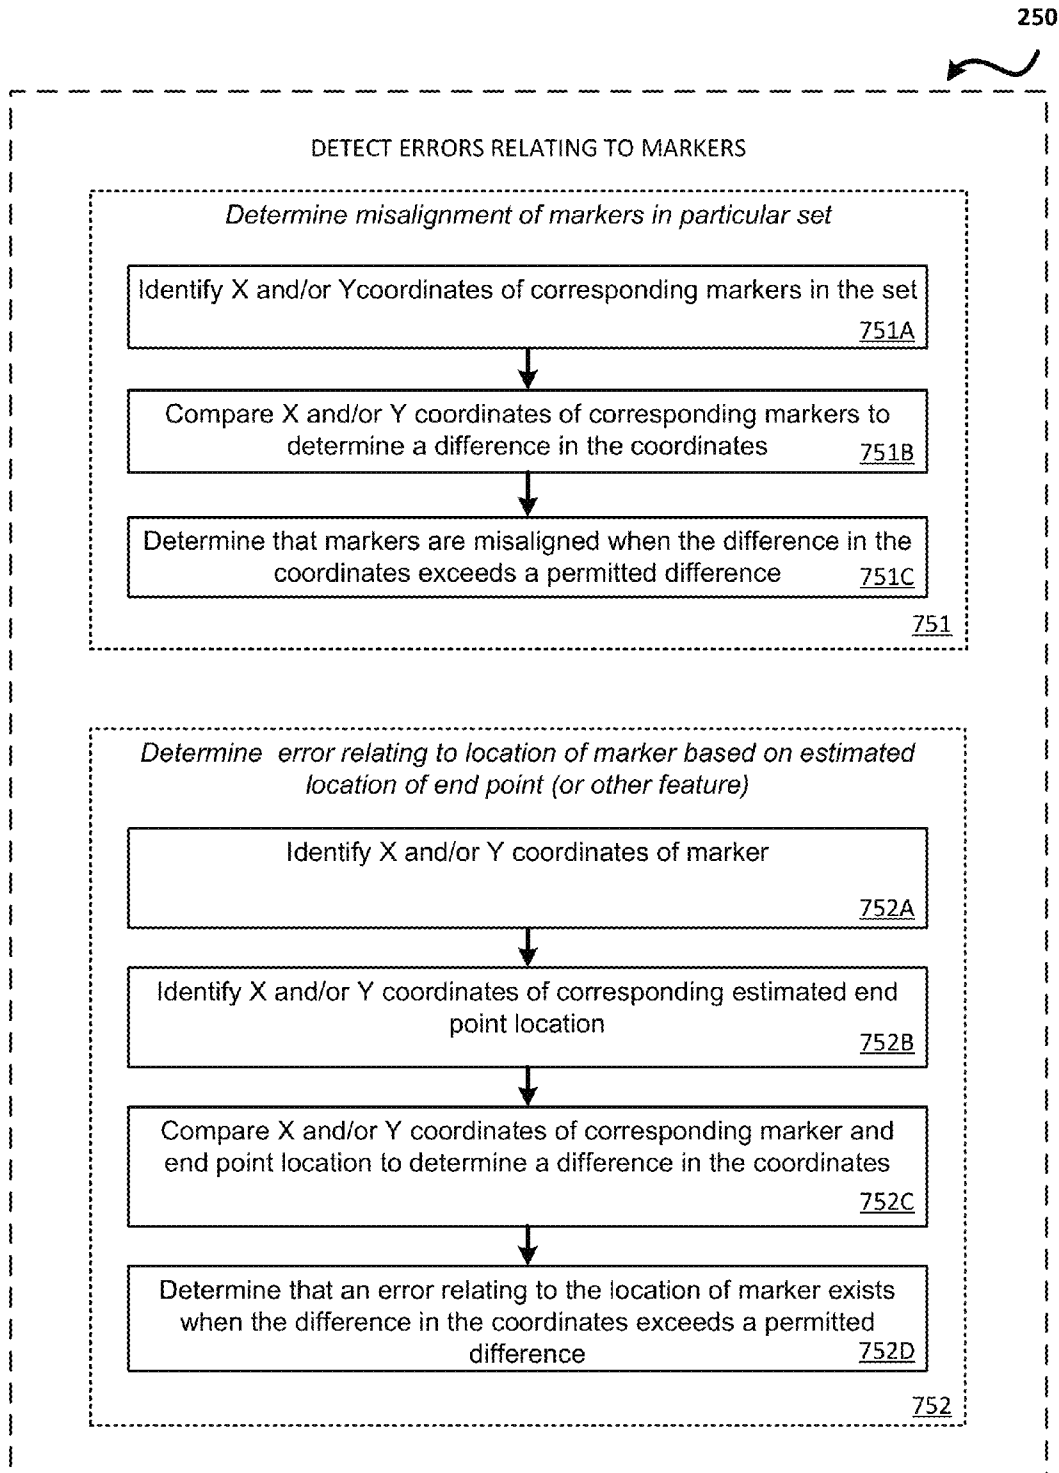 250
DETECT ERRORS RELATING TO MARKERS
Determine misalignment of markers in particular set
Identify X and/or Ycoordinates of corresponding markers in the set
751A
Compare X and/or Y coordinates of corresponding markers to
determine a difference in the coordinates
751B
Determine that markers are misaligned when the difference in the
coordinates exceeds a permitted difference
751C
751
Determine error relating to location of marker based on estimated
location of end point (or other feature)
Identify X and/or Y coordinates of marker
752A
Identify X and/or Y coordinates of corresponding estimated end
point location
752B
Compare X and/or Y coordinates of corresponding marker and
end point location to determine a difference in the coordinates
752C
Determine that an error relating to the location of marker exists
when the difference in the coordinates exceeds a permitted
difference
752D
752